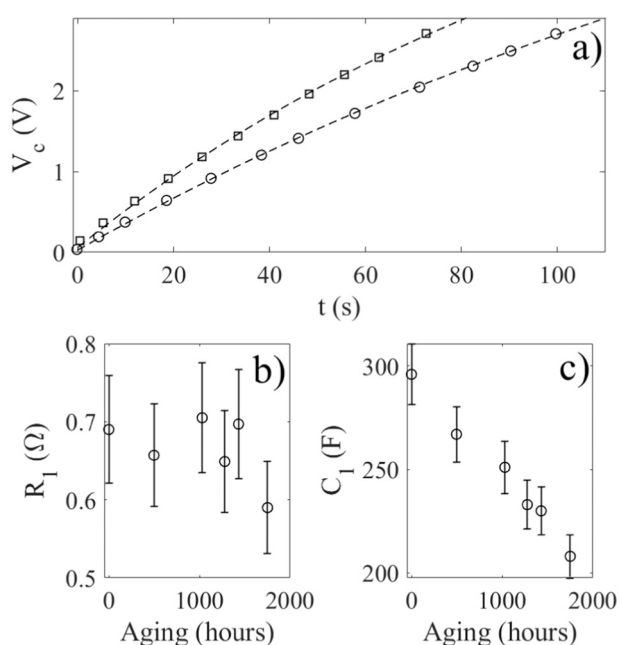 a)
V_c (V)
2
1
0
0 20 40 60 80 100
t (s)
b)
R_1 (Ω)
0.8
0.7
0.6
0.5
0 1000 2000
Aging (hours)
c)
C_1 (F)
300
250
200
0 1000 2000
Aging (hours)